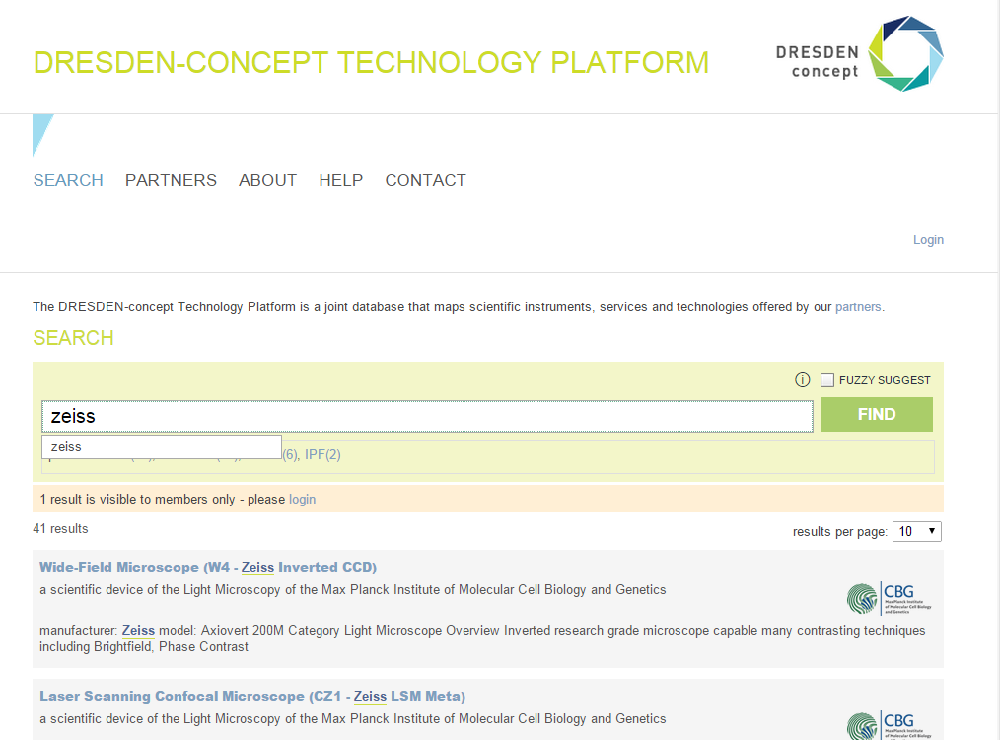 DRESDEN-CONCEPT TECHNOLOGY PLATFORM
DRESDEN
concept
SEARCH PARTNERS ABOUT HELP CONTACT
Login
The DRESDEN-concept Technology Platform is a joint database that maps scientific instruments, services and technologies offered by our partners.
SEARCH
FUZZY SUGGEST
zeiss
FIND
zeiss
(6), IPF(2)
1 result is visible to members only - please login
41 results
results per page: 10
Wide-Field Microscope (W4 - Zeiss Inverted CCD)
a scientific device of the Light Microscopy of the Max Planck Institute of Molecular Cell Biology and Genetics
CBG
Max Planck Institute
of Molecular Cell Biology
and Genetics
manufacturer: Zeiss model: Axiovert 200M Category Light Microscope Overview Inverted research grade microscope capable many contrasting techniques
including Brightfield, Phase Contrast
Laser Scanning Confocal Microscope (CZ1 - Zeiss LSM Meta)
a scientific device of the Light Microscopy of the Max Planck Institute of Molecular Cell Biology and Genetics
CBG
Max Planck Institute
of Molecular Cell Biology